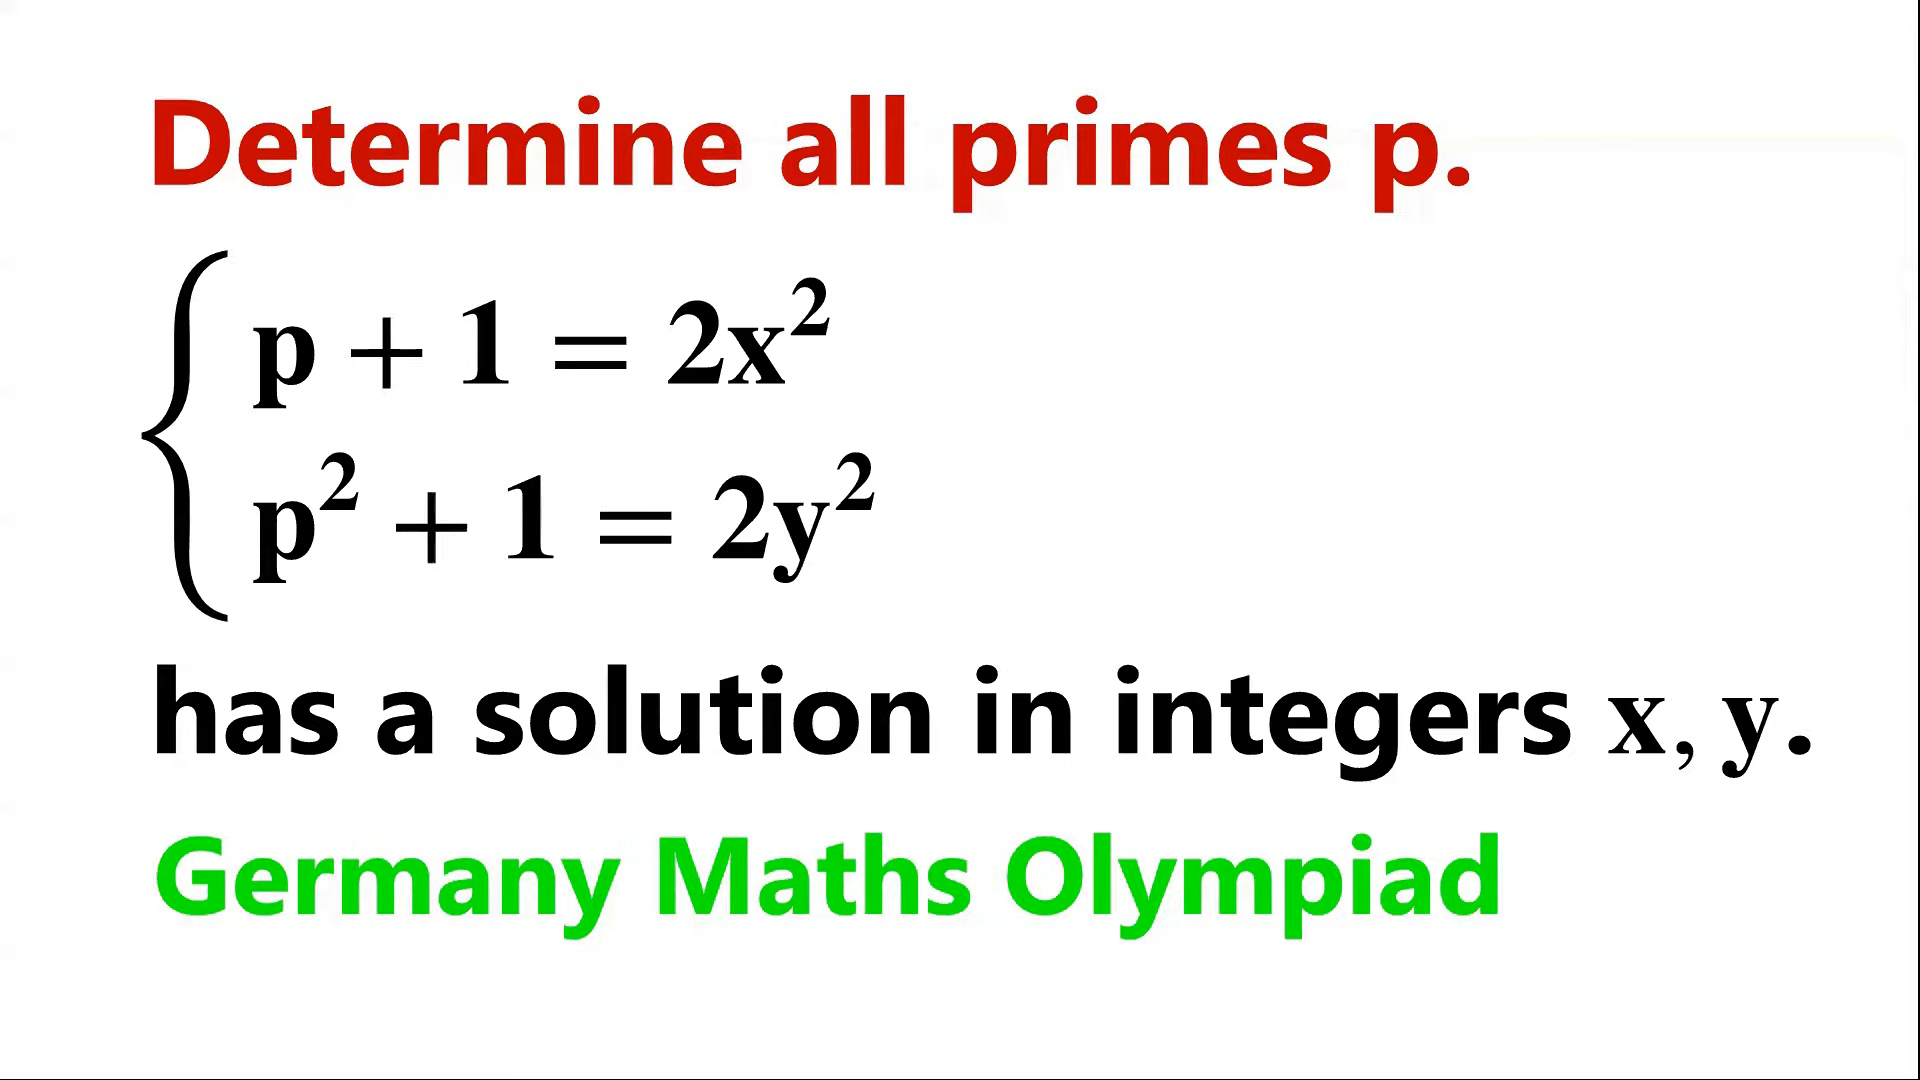 Determine all primes p.
p + 1 = 2x²
p² + 1 = 2y²
has a solution in integers x, y.
Germany Maths Olympiad